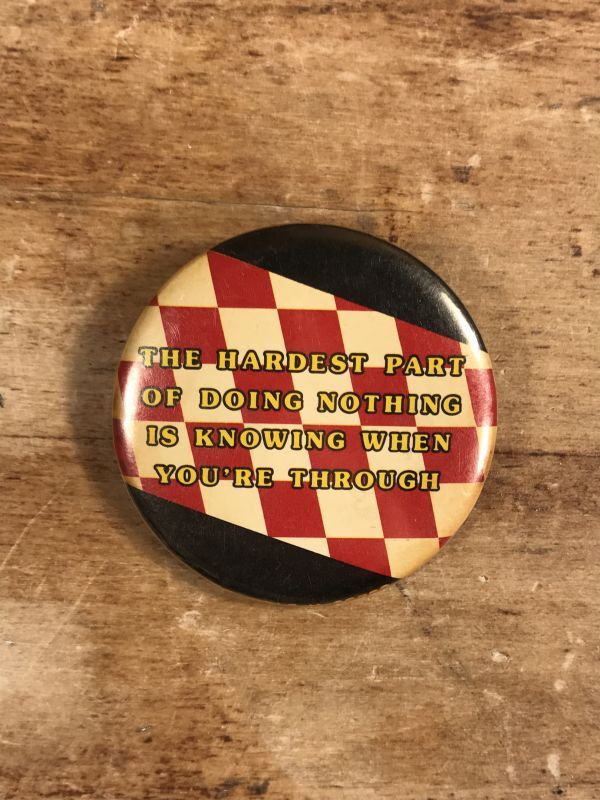 THE HARDEST PART
OF DOING NOTHING
IS KNOWING WHEN
YOU'RE THROUGH